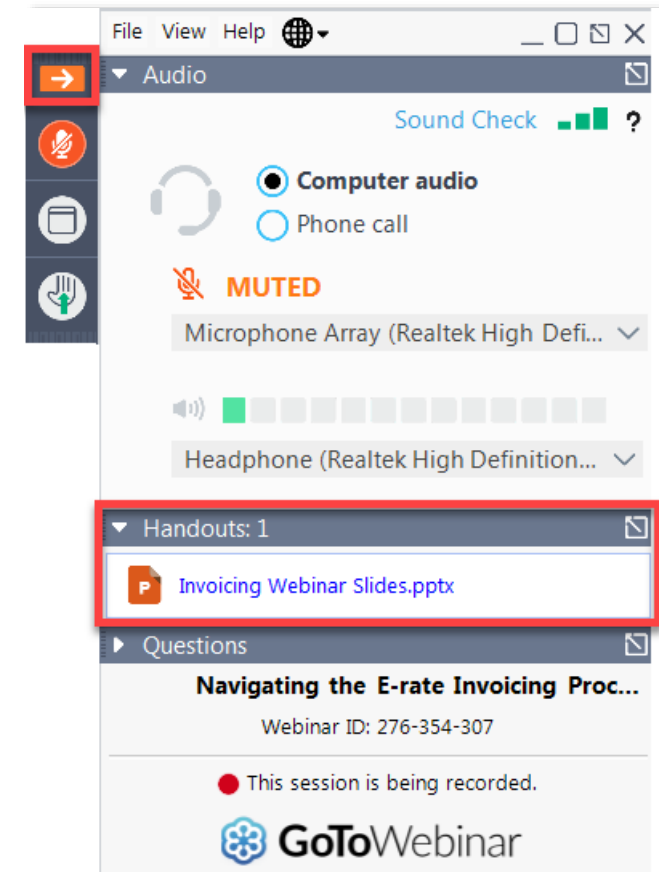 File View Help
Audio
Sound Check ?
Computer audio
Phone call
MUTED
Microphone Array (Realtek High Defi...
Headphone (Realtek High Definition...
Handouts: 1
P Invoicing Webinar Slides.pptx
Questions
Navigating the E-rate Invoicing Proc...
Webinar ID: 276-354-307
This session is being recorded.
GoToWebinar